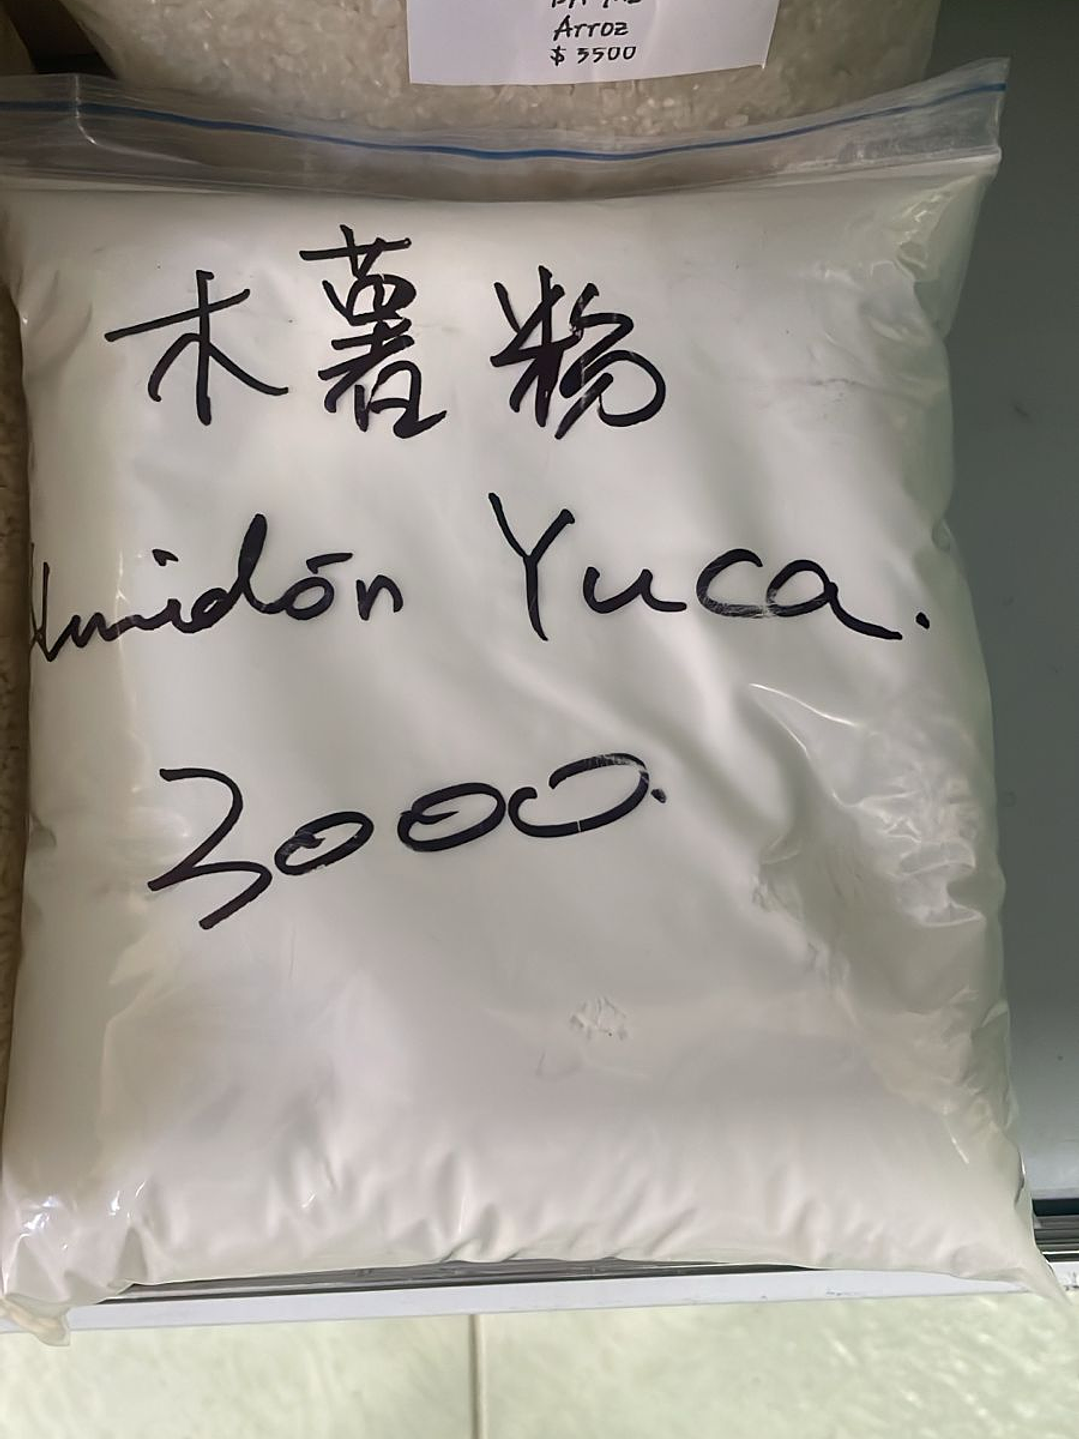 Arroz
$ 3500
木薯粉
Almidón Yuca.
3000.